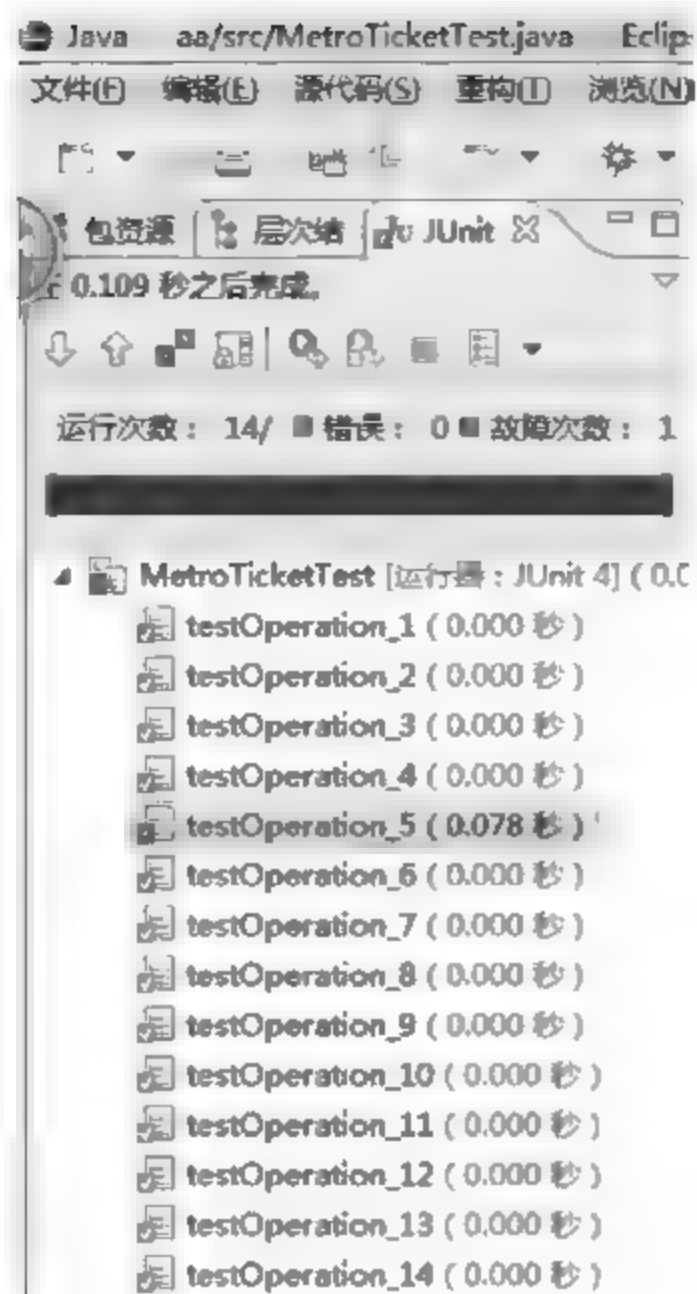 Java aa/src/MetroTicketTest.java Eclip
文件(F) 编辑(E) 源代码(S) 重构(T) 浏览(N)
包资源 层次结 JUnit
0.109 秒之后完成。
运行次数： 14/ 错误： 0 故障次数： 1
MetroTicketTest [运行器：JUnit 4] ( 0.0
testOperation_1 ( 0.000 秒 )
testOperation_2 ( 0.000 秒 )
testOperation_3 ( 0.000 秒 )
testOperation_4 ( 0.000 秒 )
testOperation_5 ( 0.078 秒 )
testOperation_6 ( 0.000 秒 )
testOperation_7 ( 0.000 秒 )
testOperation_8 ( 0.000 秒 )
testOperation_9 ( 0.000 秒 )
testOperation_10 ( 0.000 秒 )
testOperation_11 ( 0.000 秒 )
testOperation_12 ( 0.000 秒 )
testOperation_13 ( 0.000 秒 )
testOperation_14 ( 0.000 秒 )